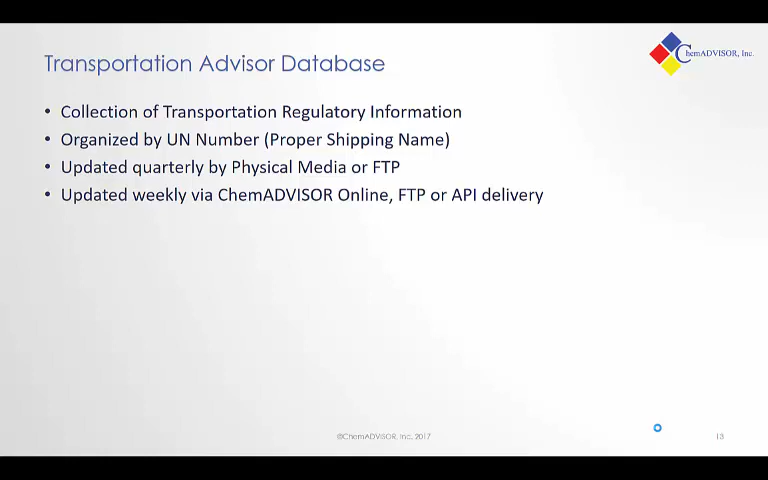 Transportation Advisor Database
ChemADVISOR, Inc.
• Collection of Transportation Regulatory Information
• Organized by UN Number (Proper Shipping Name)
• Updated quarterly by Physical Media or FTP
• Updated weekly via ChemADVISOR Online, FTP or API delivery
©ChemADVISOR, Inc. 2017
13